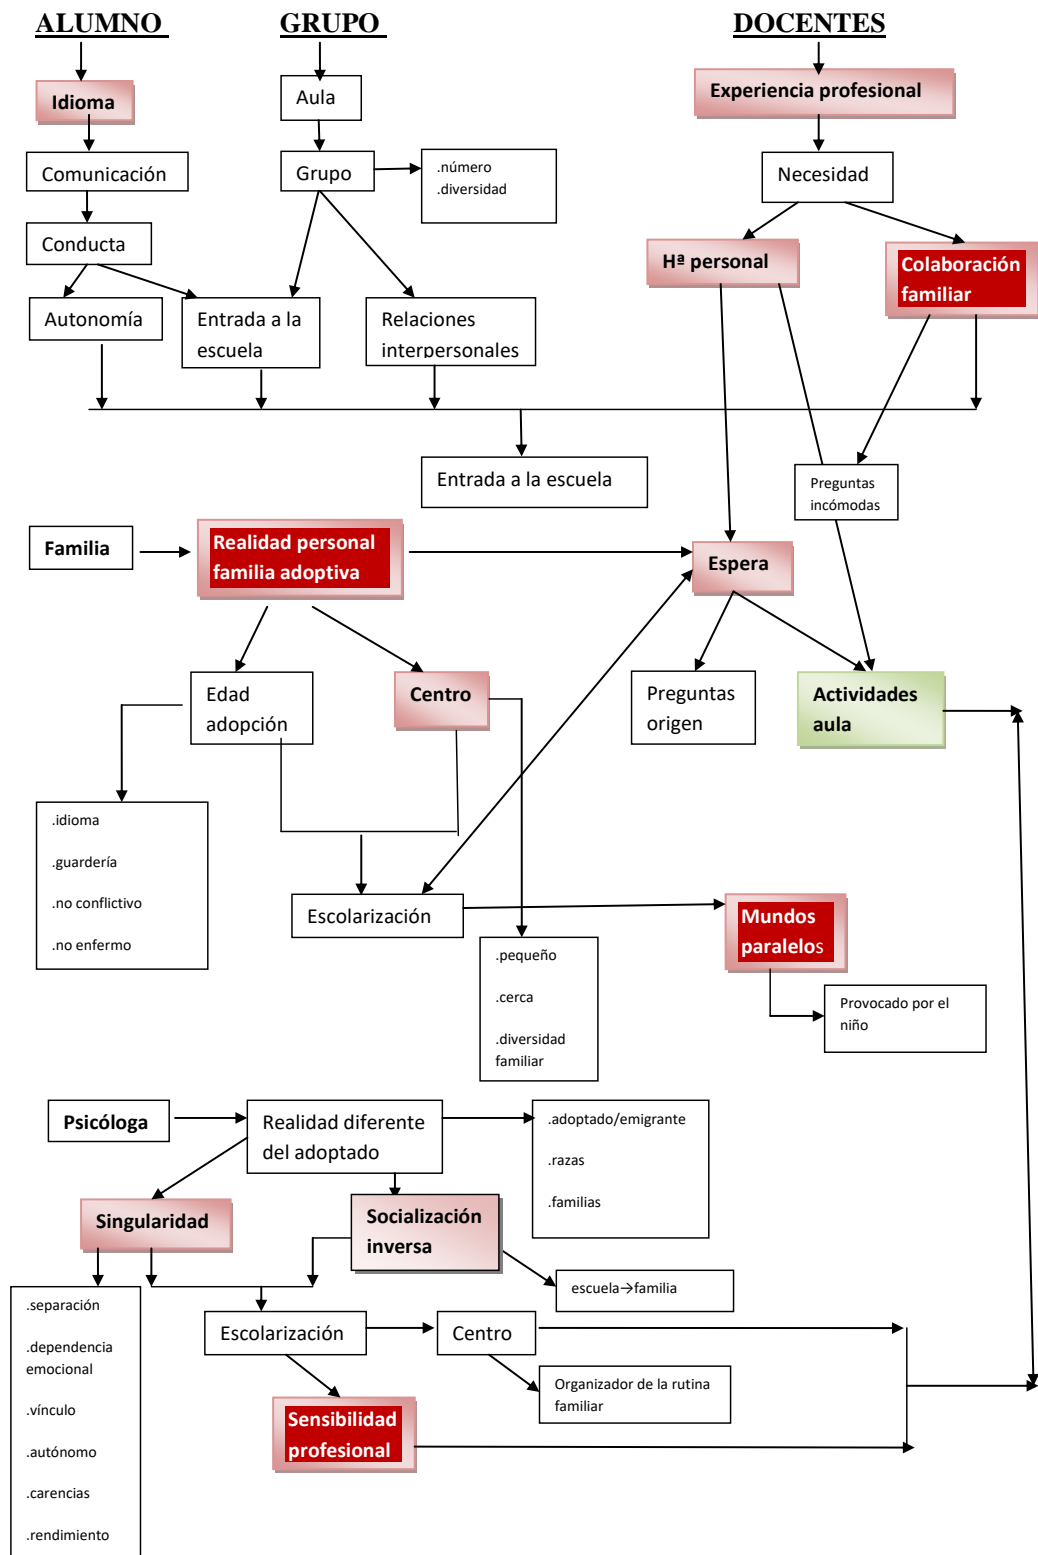 ALUMNO
GRUPO
DOCENTES
Idioma
Aula
Experiencia profesional
Comunicación
Grupo
.número
.diversidad
Necesidad
Conducta
Hª personal
Colaboración
familiar
Autonomía
Entrada a la
escuela
Relaciones
interpersonales
Entrada a la escuela
Preguntas
incómodas
Familia
Realidad personal
familia adoptiva
Espera
Edad
adopción
Centro
Preguntas
origen
Actividades
aula
.idioma
.guardería
.no conflictivo
.no enfermo
Escolarización
Mundos
paralelos
.pequeño
.cerca
.diversidad
familiar
Provocado por el
niño
Psicóloga
Realidad diferente
del adoptado
.adoptado/emigrante
.razas
.familias
Singularidad
Socialización
inversa
escuela→familia
.separación
.dependencia
emocional
.vínculo
.autónomo
.carencias
.rendimiento
Escolarización
Centro
Organizador de la rutina
familiar
Sensibilidad
profesional